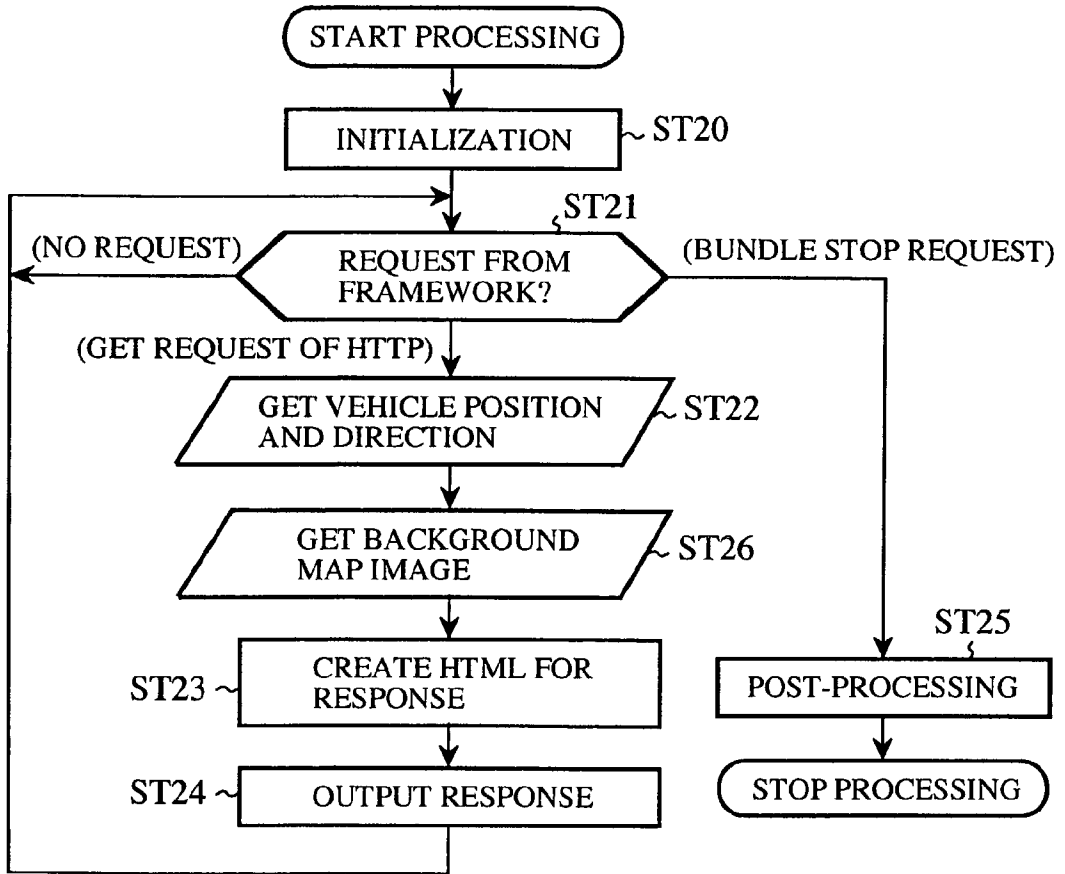 START PROCESSING
INITIALIZATION
ST20
ST21
(NO REQUEST)
REQUEST FROM
FRAMEWORK?
(BUNDLE STOP REQUEST)
(GET REQUEST OF HTTP)
GET VEHICLE POSITION
AND DIRECTION
ST22
GET BACKGROUND
MAP IMAGE
ST26
ST23
CREATE HTML FOR
RESPONSE
ST25
POST-PROCESSING
ST24
OUTPUT RESPONSE
STOP PROCESSING